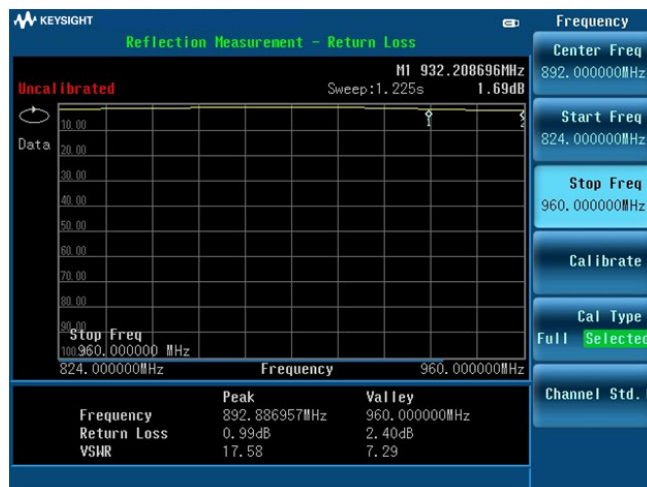 KEYSIGHT
Frequency
Reflection Measurement - Return Loss
Center Freq
892.000000MHz
M1 932.208696MHz
Uncalibrated
Sweep:1.225s
1.69dB
Start Freq
824.000000MHz
Data
10.00
20.00
30.00
40.00
50.00
60.00
70.00
80.00
90.00
100
1
2
Stop Freq
960.000000MHz
Calibrate
Stop Freq
960.000000 MHz
Cal Type
Full Selected
824.000000MHz
Frequency
960.000000MHz
Channel Std.
Peak Valley
Frequency 892.886957MHz 960.000000MHz
Return Loss 0.99dB 2.40dB
VSWR 17.58 7.29